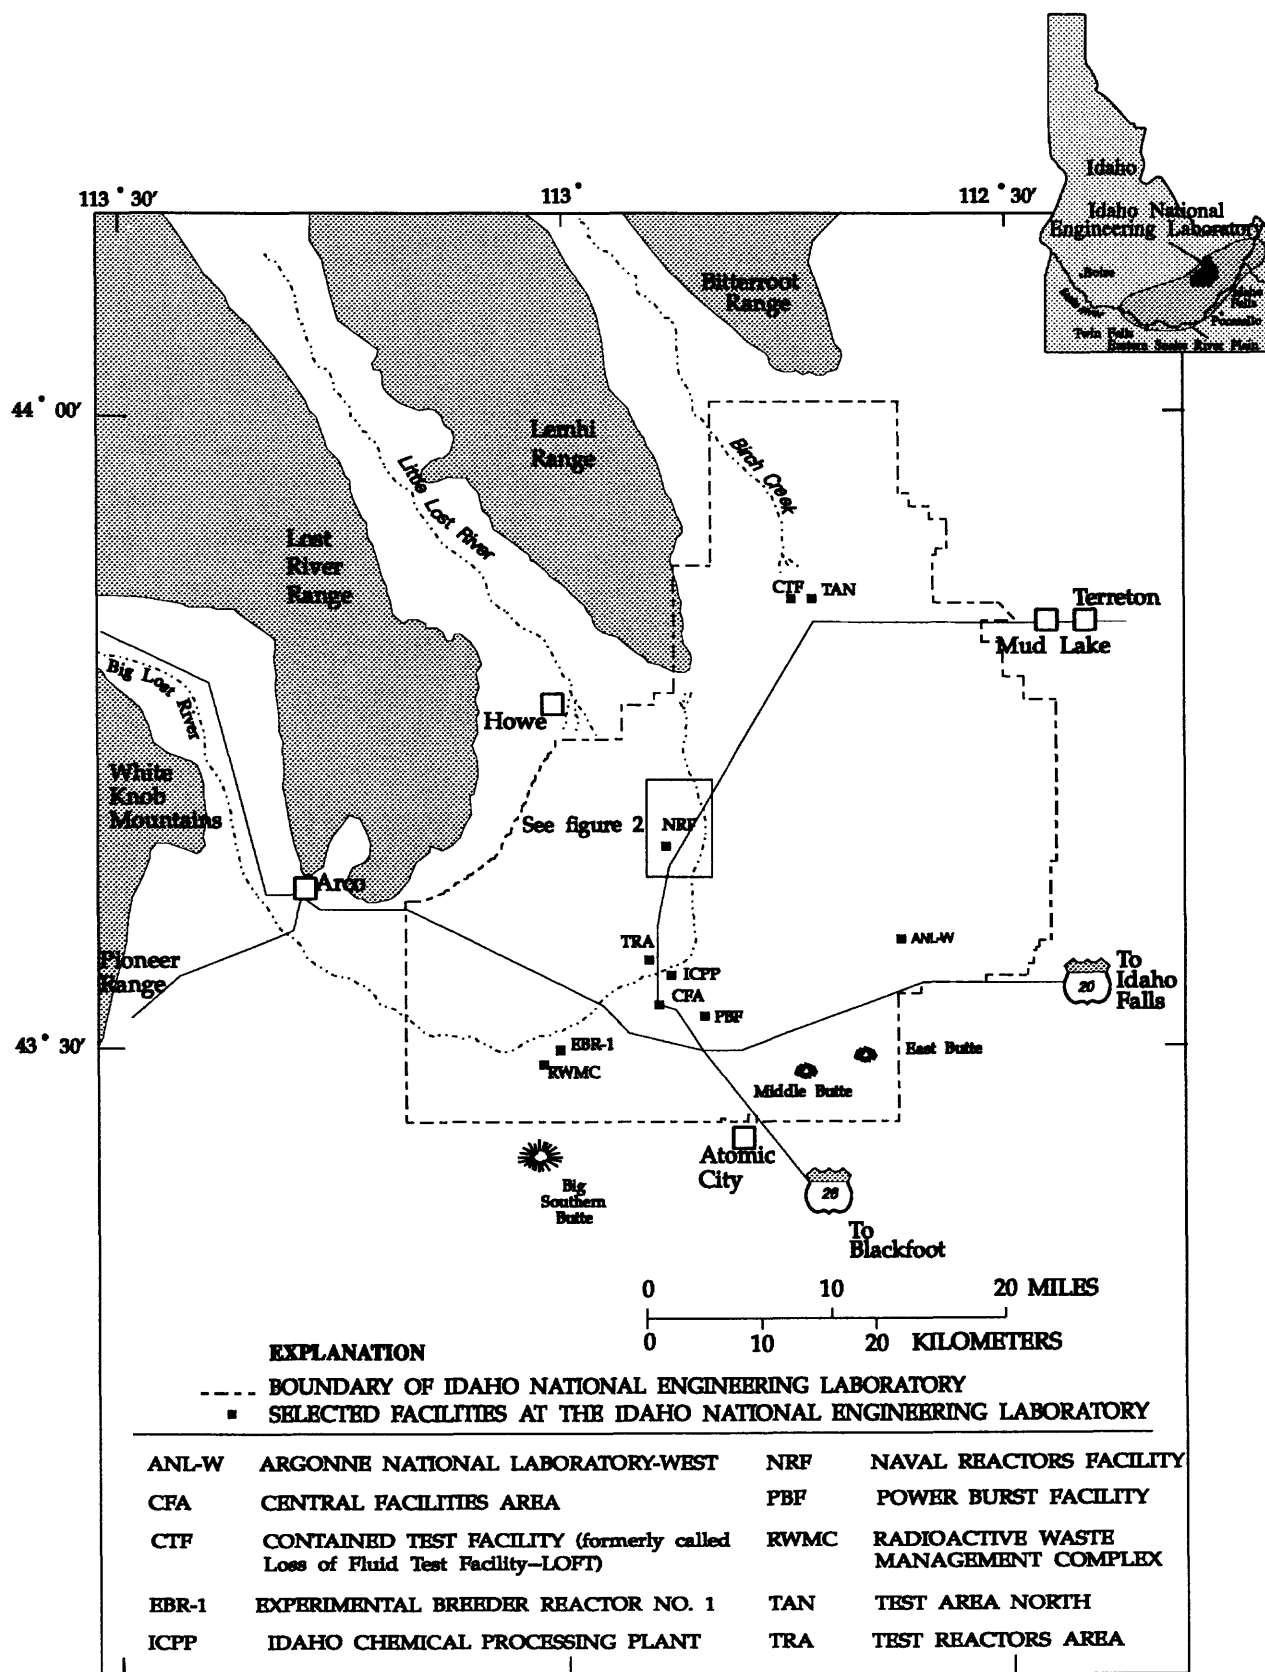 Idaho
Idaho National
Engineering Laboratory
Boise
Idaho
Falls
Pocatello
Twin Falls
Eastern Snake River Plain
113° 30′
113°
112° 30′
Bitterroot
Range
44° 00′
Lemhi
Range
Birch Creek
Little Lost River
Lost
River
Range
CTF
TAN
Terreton
Mud Lake
Big Lost River
Howe
White
Knob
Mountains
See figure 2
NRF
Arco
TRA
ANL-W
Pioneer
Range
ICPP
CFA
PBF
To
Idaho
Falls
20
43° 30′
EBR-1
RWMC
East Butte
Middle Butte
Atomic
City
Big
Southern
Butte
26
To
Blackfoot
0 10 20 MILES
0 10 20 KILOMETERS
EXPLANATION
BOUNDARY OF IDAHO NATIONAL ENGINEERING LABORATORY
SELECTED FACILITIES AT THE IDAHO NATIONAL ENGINEERING LABORATORY
ANL-W ARGONNE NATIONAL LABORATORY-WEST NRF NAVAL REACTORS FACILITY
CFA CENTRAL FACILITIES AREA PBF POWER BURST FACILITY
CTF CONTAINED TEST FACILITY (formerly called RWMC RADIOACTIVE WASTE
Loss of Fluid Test Facility—LOFT) MANAGEMENT COMPLEX
EBR-1 EXPERIMENTAL BREEDER REACTOR NO. 1 TAN TEST AREA NORTH
ICPP IDAHO CHEMICAL PROCESSING PLANT TRA TEST REACTORS AREA